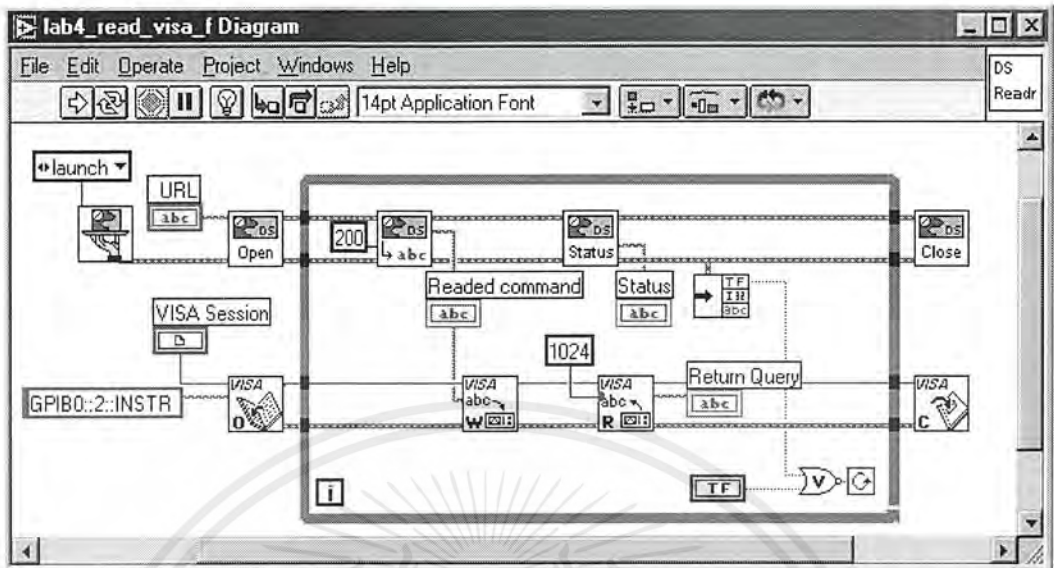 lab4_read_visa_f Diagram
File Edit Operate Project Windows Help
14pt Application Font
DS
Readr
launch
URL
abc
DS
Open
200
DS
abc
DS
Status
DS
Close
Readed command
abc
Status
abc
TF
abc
VISA Session
1024
Return Query
abc
GPIB0::2::INSTR
VISA
O
VISA
abc
W
VISA
abc
R
VISA
C
i
TF
V